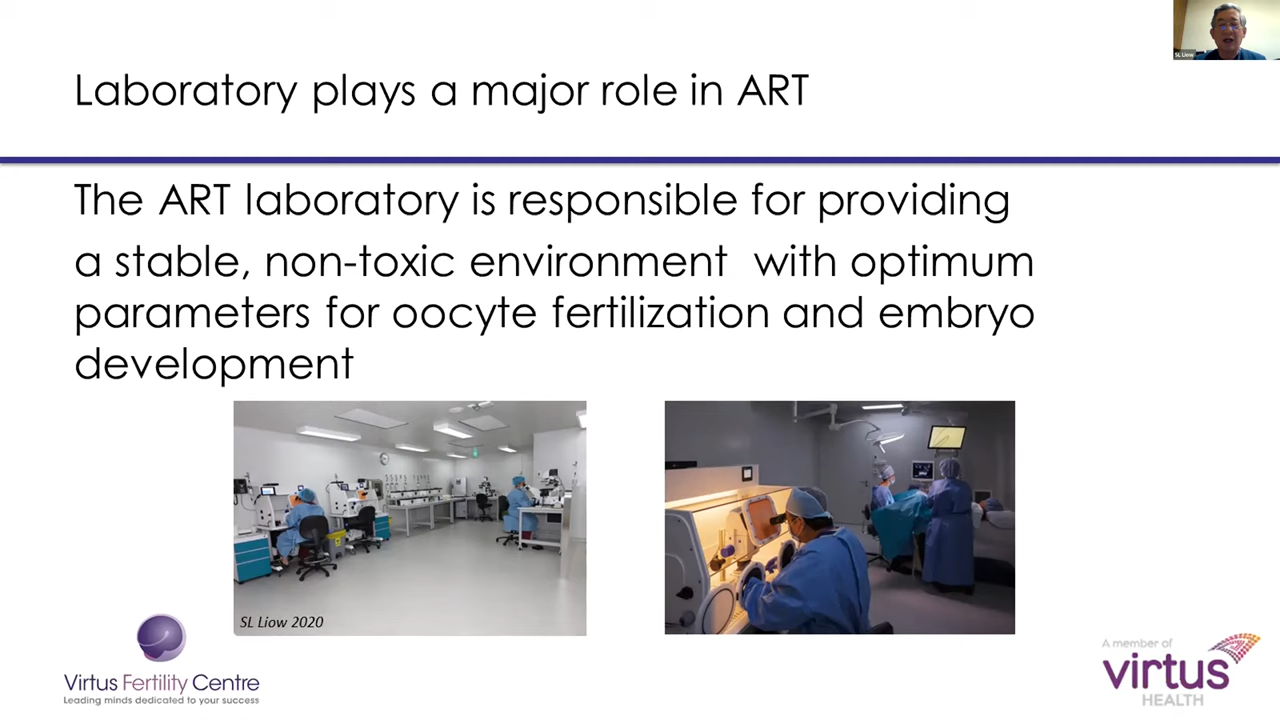 SL Liow
Laboratory plays a major role in ART
The ART laboratory is responsible for providing
a stable, non-toxic environment with optimum
parameters for oocyte fertilization and embryo
development
SL Liow 2020
Virtus Fertility Centre
Leading minds dedicated to your success
A member of
virtus
HEALTH